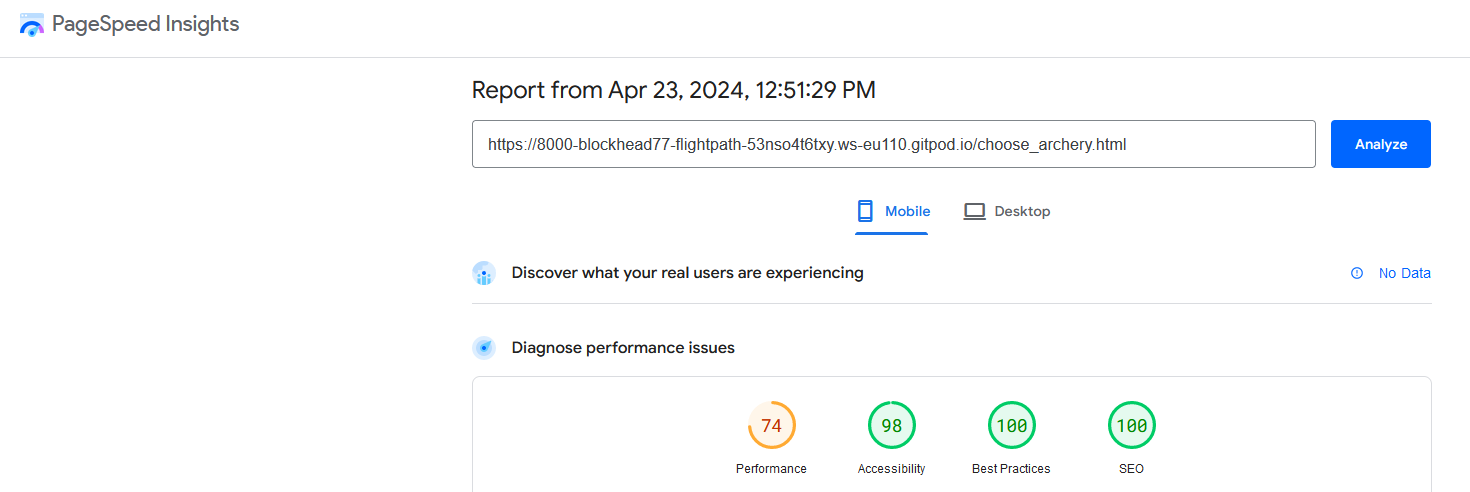 PageSpeed Insights
Report from Apr 23, 2024, 12:51:29 PM
https://8000-blockhead77-flightpath-53nso4t6txy.ws-eu110.gitpod.io/choose_archery.html
Analyze
Mobile
Desktop
Discover what your real users are experiencing
No Data
Diagnose performance issues
74
98
100
100
Performance
Accessibility
Best Practices
SEO